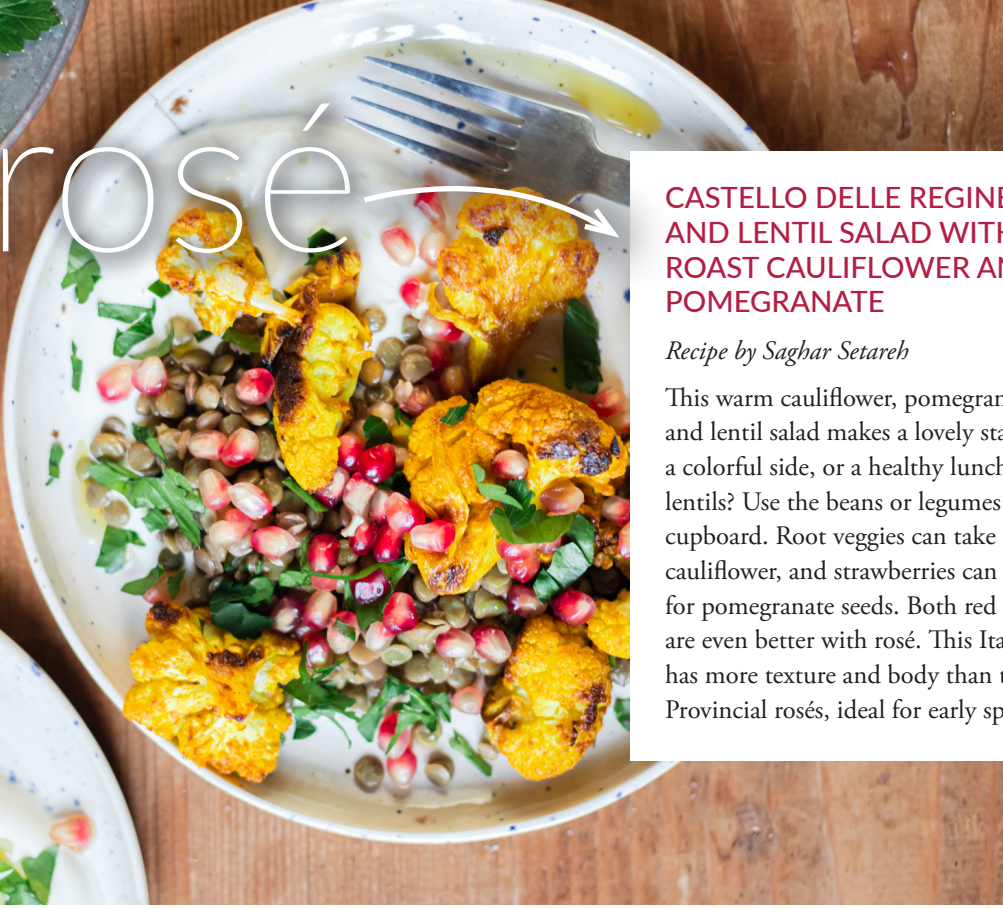 rosé
CASTELLO DELLE REGINE
AND LENTIL SALAD WITH
ROAST CAULIFLOWER AN
POMEGRANATE
Recipe by Saghar Setareh
This warm cauliflower, pomegran
and lentil salad makes a lovely sta
a colorful side, or a healthy lunch
lentils? Use the beans or legumes
cupboard. Root veggies can take
cauliflower, and strawberries can
for pomegranate seeds. Both red
are even better with rosé. This Ita
has more texture and body than t
Provincial rosés, ideal for early sp